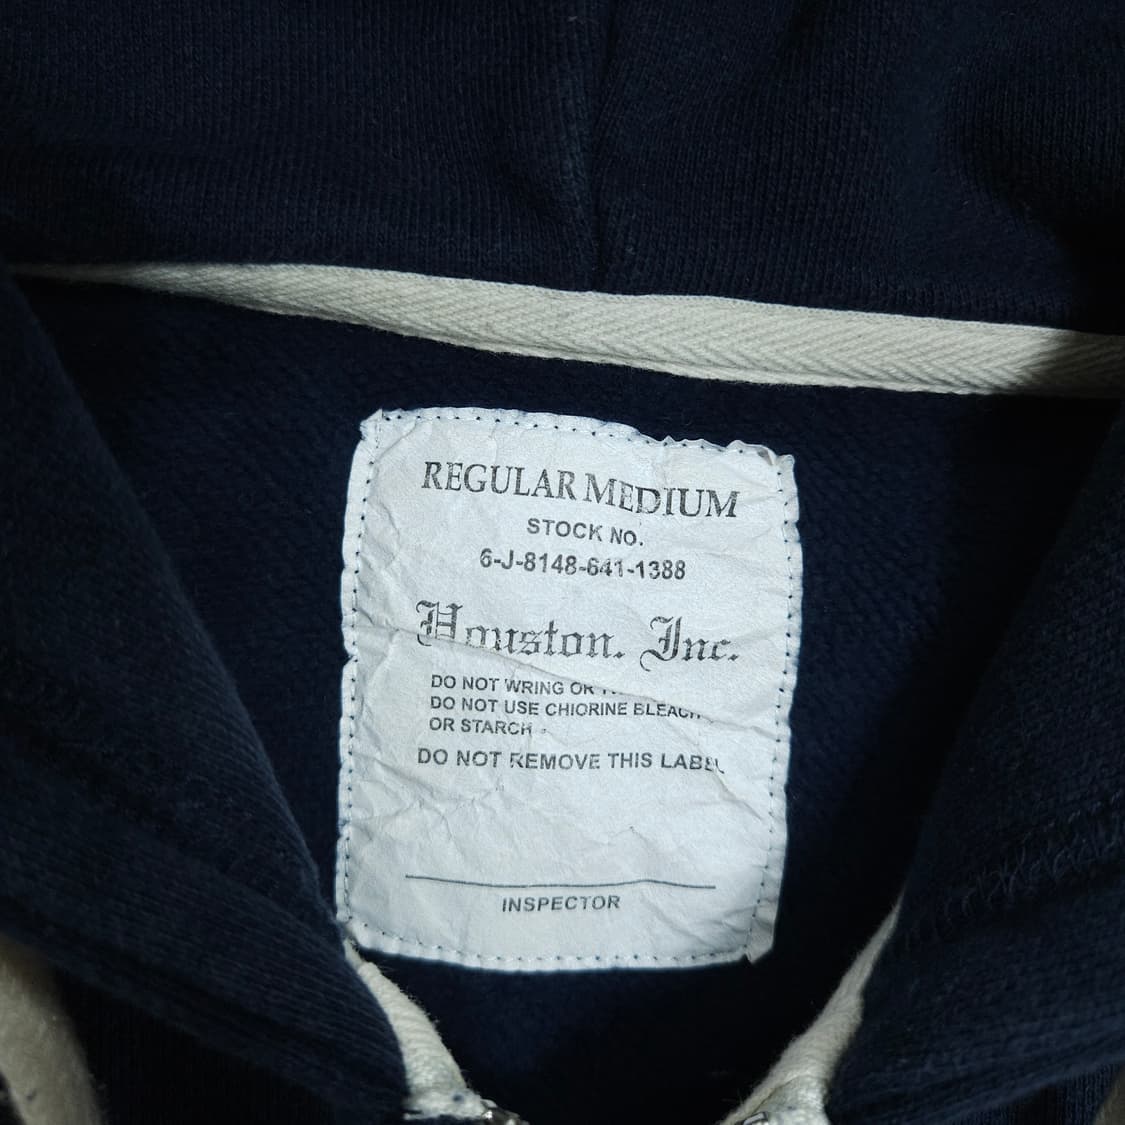 REGULAR MEDIUM
STOCK NO.
6-J-8148-641-1388
Houston. Inc.
DO NOT WRING OR
DO NOT USE CHIORINE BLEACH
OR STARCH
DO NOT REMOVE THIS LABEL
INSPECTOR